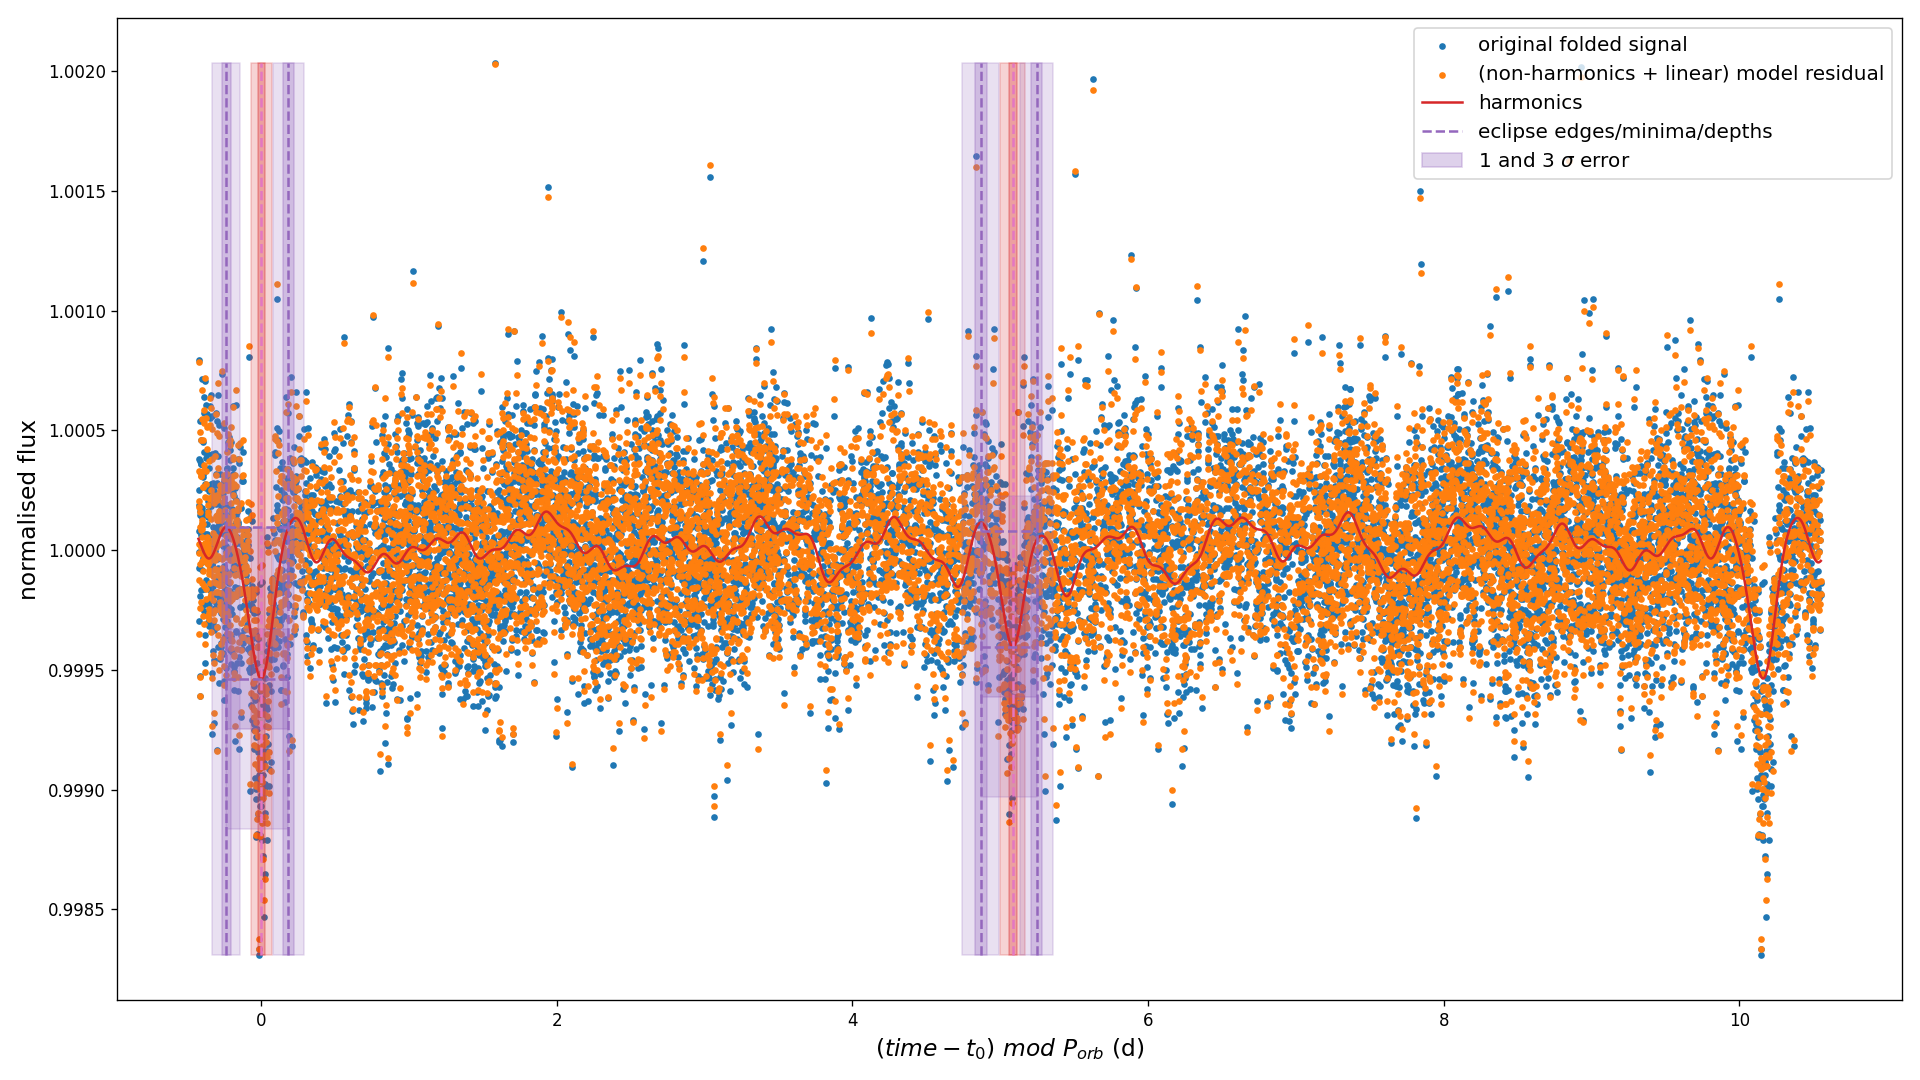 original folded signal
(non-harmonics + linear) model residual
harmonics
eclipse edges/minima/depths
1 and 3 σ error
normalised flux
1.0020
1.0015
1.0010
1.0005
1.0000
0.9995
0.9990
0.9985
0 2 4 6 8 10
(time − t₀) mod Pₒᵣᵦ (d)